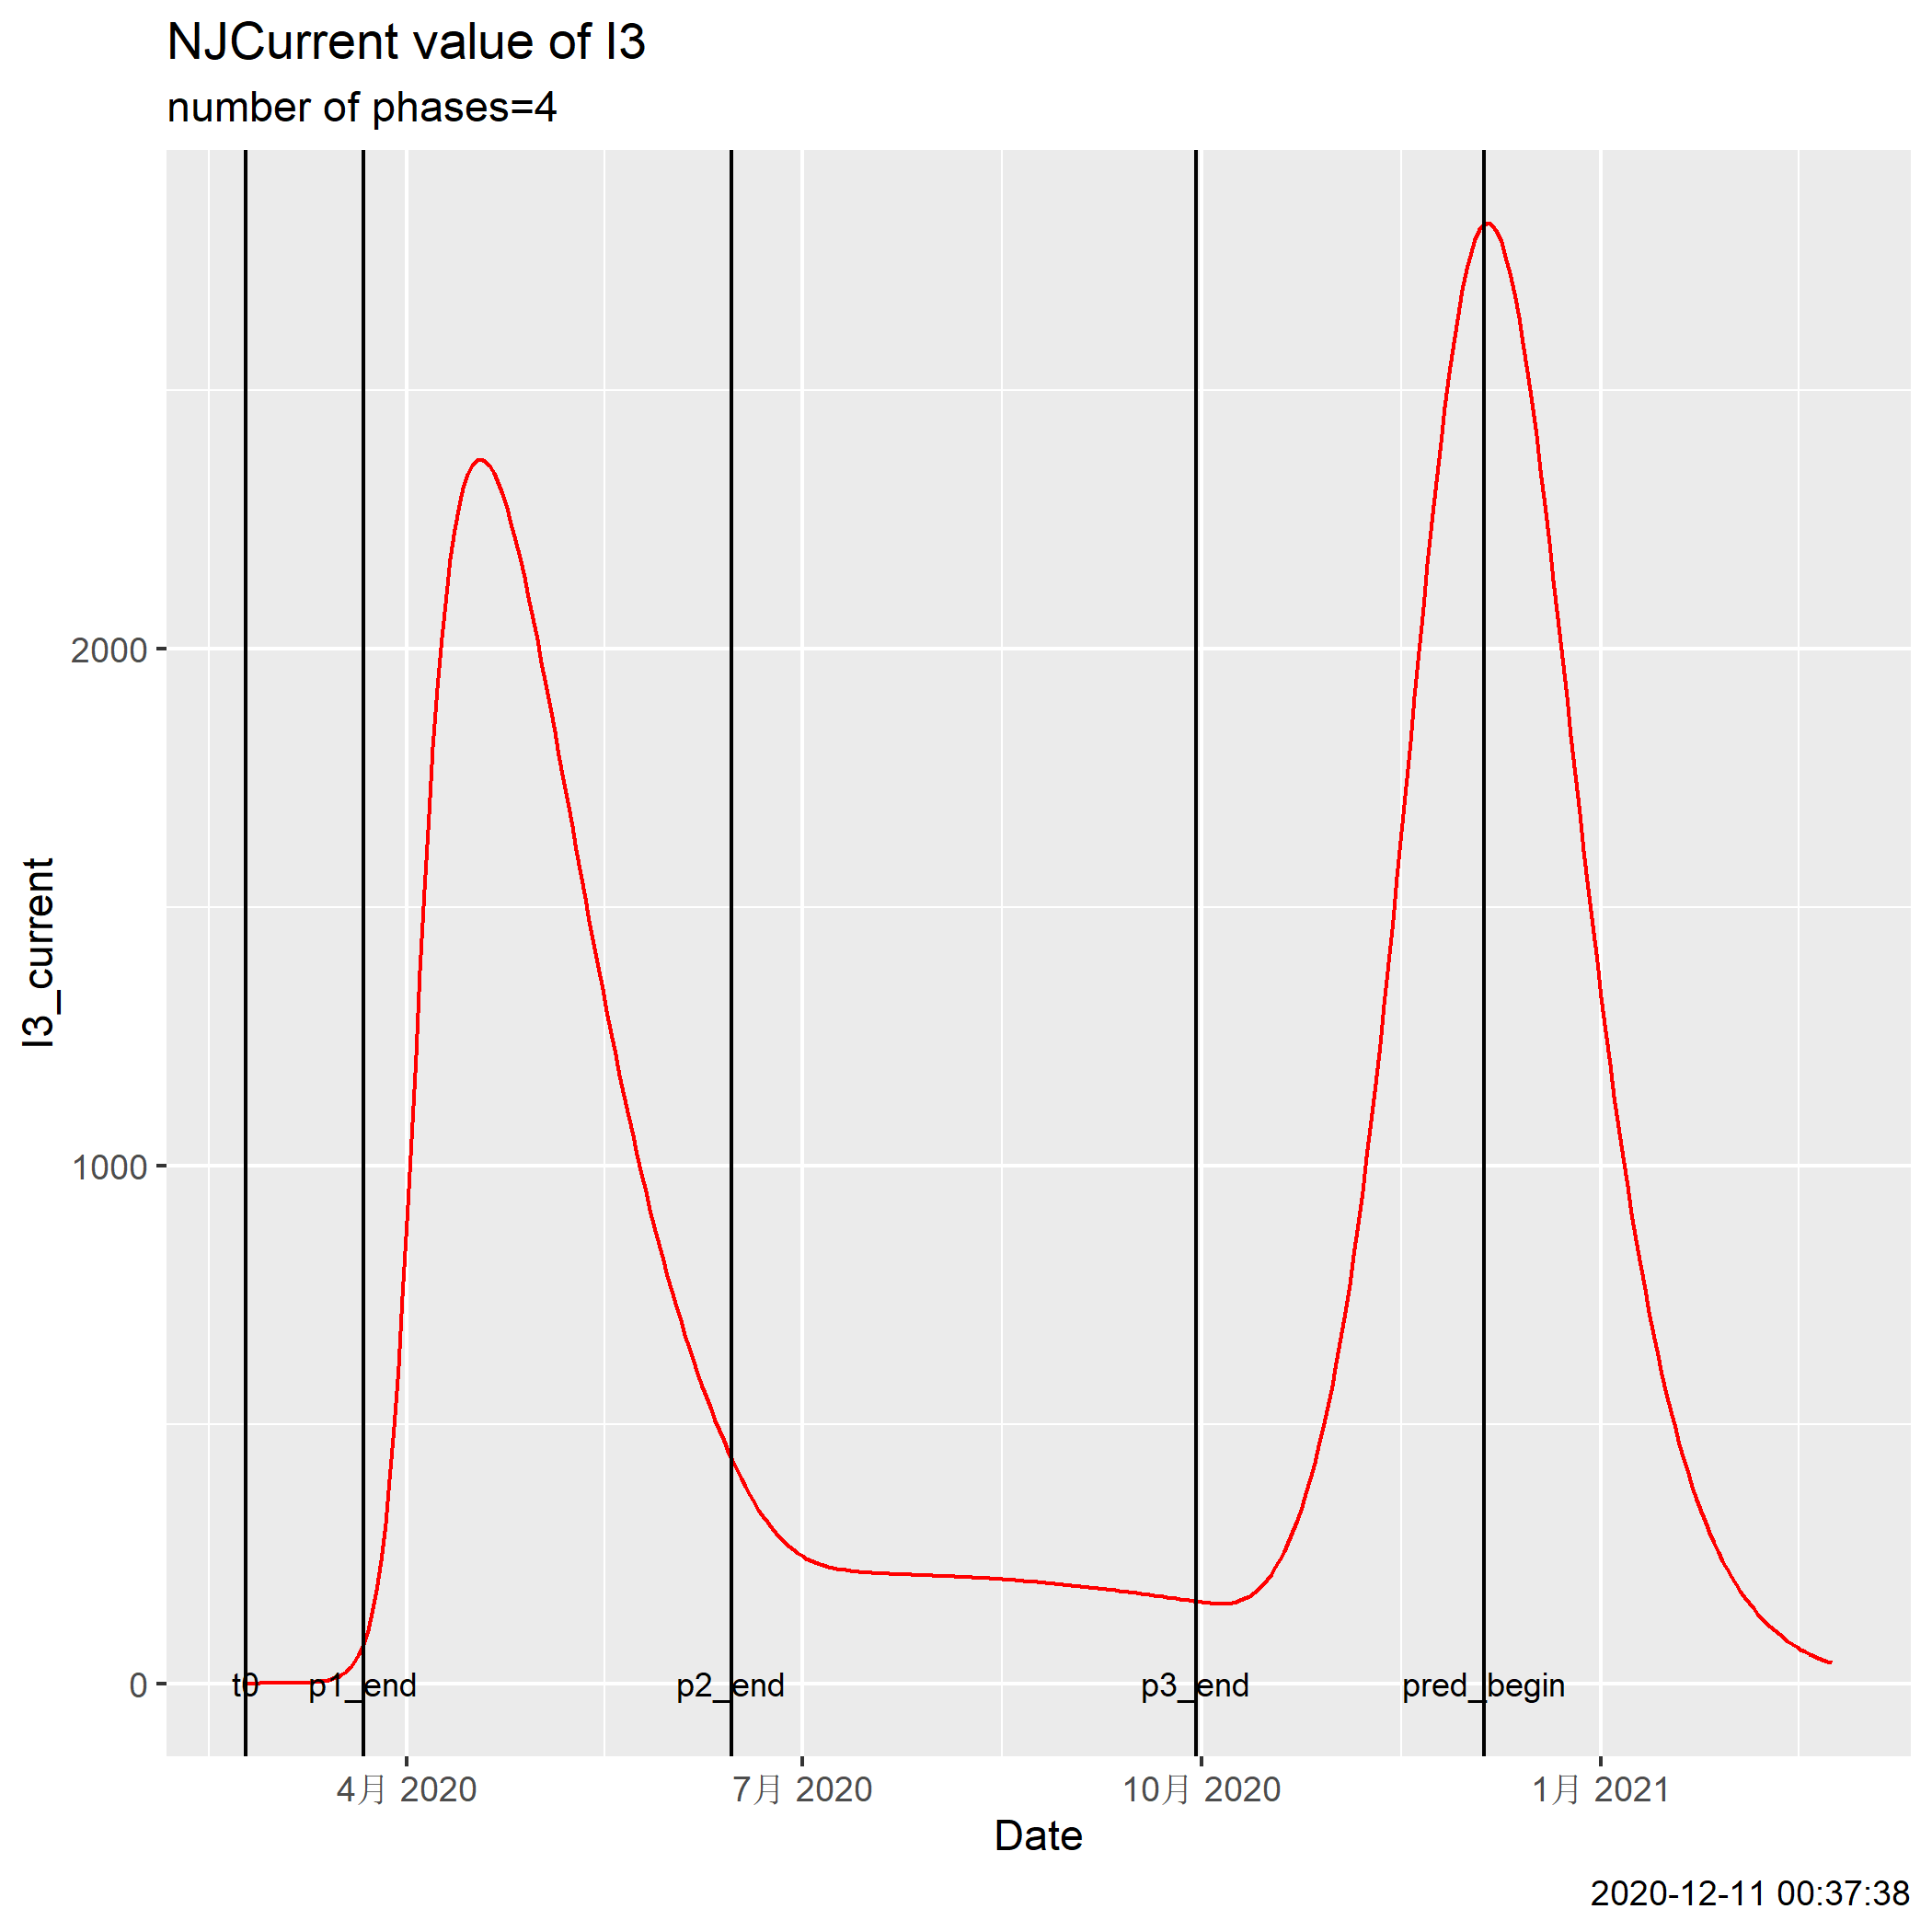 NJCurrent value of I3
number of phases=4
I3_current
2000
1000
0
t0 p1_end p2_end p3_end pred_begin
4月 2020 7月 2020 10月 2020 1月 2021
Date
2020-12-11 00:37:38